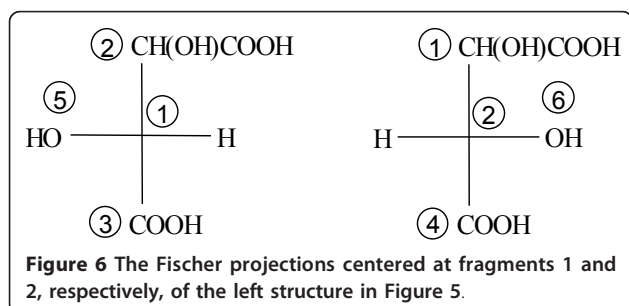 ② CH(OH)COOH ① CH(OH)COOH
⑤ ① ② ⑥
HO H H OH
③ COOH ④ COOH
Figure 6 The Fischer projections centered at fragments 1 and
2, respectively, of the left structure in Figure 5.